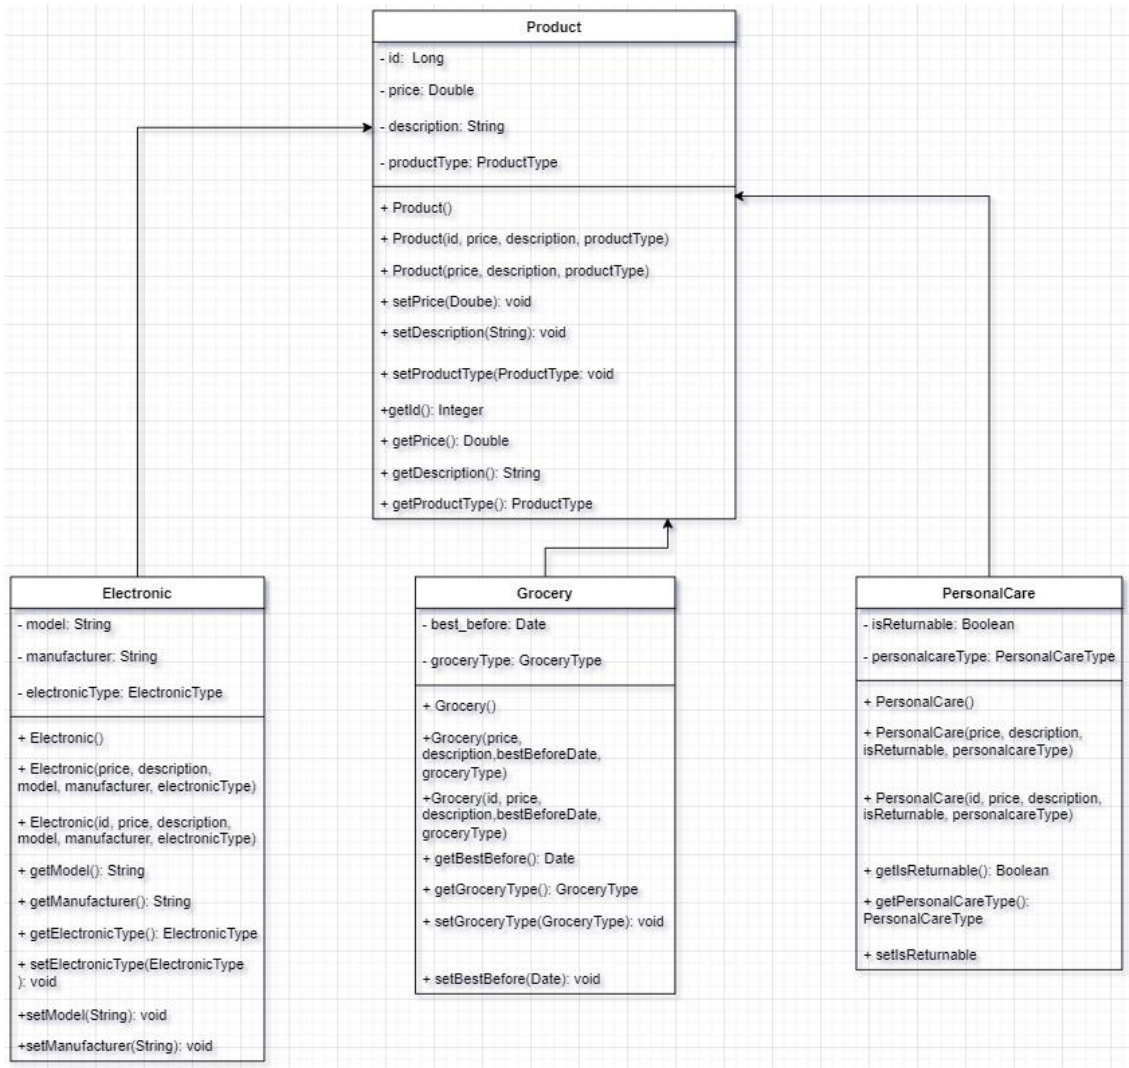 Product
- id:  Long
- price: Double
- description: String
- productType: ProductType
+ Product()
+ Product(id, price, description, productType)
+ Product(price, description, productType)
+ setPrice(Doube): void
+ setDescription(String): void
+ setProductType(ProductType: void
+getId(): Integer
+ getPrice(): Double
+ getDescription(): String
+ getProductType(): ProductType
Electronic
- model: String
- manufacturer: String
- electronicType: ElectronicType
+ Electronic()
+ Electronic(price, description,
model, manufacturer, electronicType)
+ Electronic(id, price, description,
model, manufacturer, electronicType)
+ getModel(): String
+ getManufacturer(): String
+ getElectronicType(): ElectronicType
+ setElectronicType(ElectronicType
): void
+setModel(String): void
+setManufacturer(String): void
Grocery
- best_before: Date
- groceryType: GroceryType
+ Grocery()
+Grocery(price,
description,bestBeforeDate,
groceryType)
+Grocery(id, price,
description,bestBeforeDate,
groceryType)
+ getBestBefore(): Date
+ getGroceryType(): GroceryType
+ setGroceryType(GroceryType): void
+ setBestBefore(Date): void
PersonalCare
- isReturnable: Boolean
- personalcareType: PersonalCareType
+ PersonalCare()
+ PersonalCare(price, description,
isReturnable, personalcareType)
+ PersonalCare(id, price, description,
isReturnable, personalcareType)
+ getIsReturnable(): Boolean
+ getPersonalCareType():
PersonalCareType
+ setIsReturnable